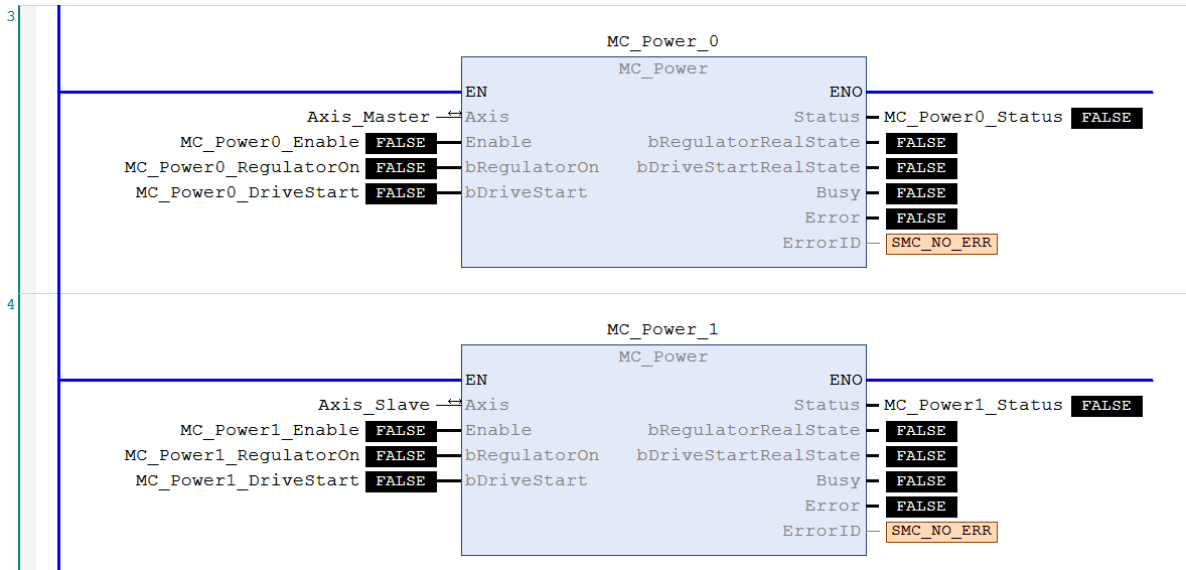 3
MC_Power_0
MC_Power
EN ENO
Axis_Master Axis Status MC_Power0_Status FALSE
MC_Power0_Enable FALSE Enable bRegulatorRealState FALSE
MC_Power0_RegulatorOn FALSE bRegulatorOn bDriveStartRealState FALSE
MC_Power0_DriveStart FALSE bDriveStart Busy FALSE
Error FALSE
ErrorID SMC_NO_ERR
4
MC_Power_1
MC_Power
EN ENO
Axis_Slave Axis Status MC_Power1_Status FALSE
MC_Power1_Enable FALSE Enable bRegulatorRealState FALSE
MC_Power1_RegulatorOn FALSE bRegulatorOn bDriveStartRealState FALSE
MC_Power1_DriveStart FALSE bDriveStart Busy FALSE
Error FALSE
ErrorID SMC_NO_ERR